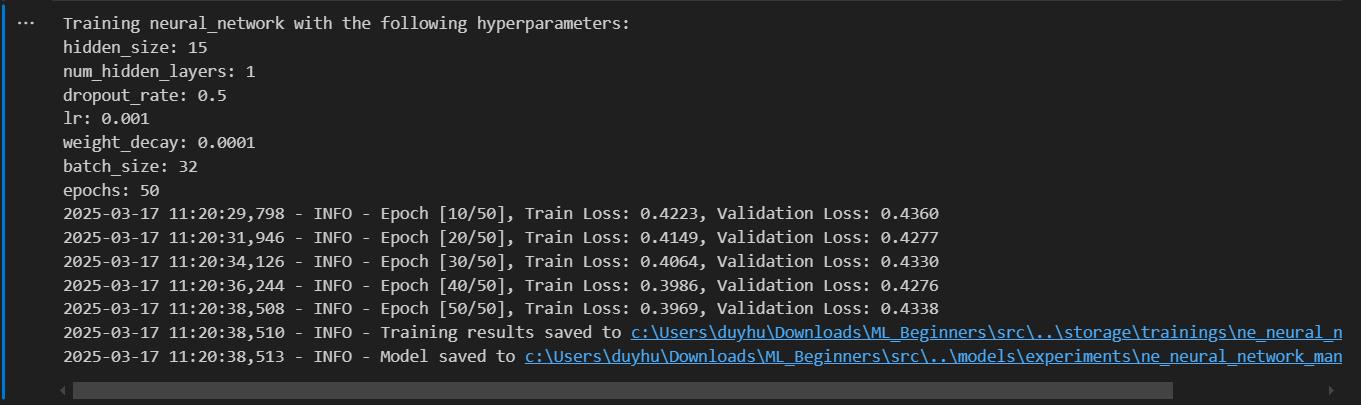 Training neural_network with the following hyperparameters:
hidden_size: 15
num_hidden_layers: 1
dropout_rate: 0.5
lr: 0.001
weight_decay: 0.0001
batch_size: 32
epochs: 50
2025-03-17 11:20:29,798 - INFO - Epoch [10/50], Train Loss: 0.4223, Validation Loss: 0.4360
2025-03-17 11:20:31,946 - INFO - Epoch [20/50], Train Loss: 0.4149, Validation Loss: 0.4277
2025-03-17 11:20:34,126 - INFO - Epoch [30/50], Train Loss: 0.4064, Validation Loss: 0.4330
2025-03-17 11:20:36,244 - INFO - Epoch [40/50], Train Loss: 0.3986, Validation Loss: 0.4276
2025-03-17 11:20:38,508 - INFO - Epoch [50/50], Train Loss: 0.3969, Validation Loss: 0.4338
2025-03-17 11:20:38,510 - INFO - Training results saved to c:\Users\duyhu\Downloads\ML_Beginners\src\..\storage\trainings\ne_neural_n
2025-03-17 11:20:38,513 - INFO - Model saved to c:\Users\duyhu\Downloads\ML_Beginners\src\..\models\experiments\ne_neural_network_man